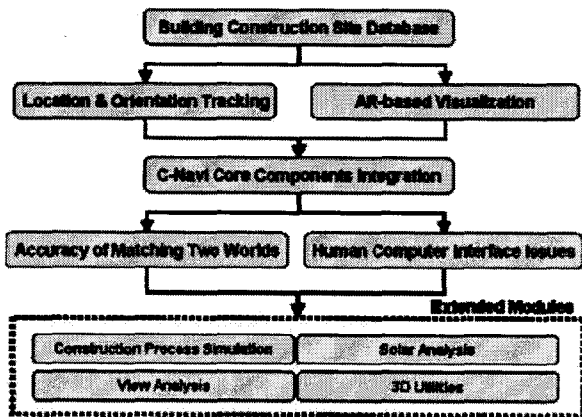 Building Construction Site Database
Location & Orientation Tracking
AR-based Visualization
C-Navi Core Components Integration
Accuracy of Matching Two Worlds
Human Computer Interface Issues
Extended Modules
Construction Process Simulation
Solar Analysis
View Analysis
3D Utilities